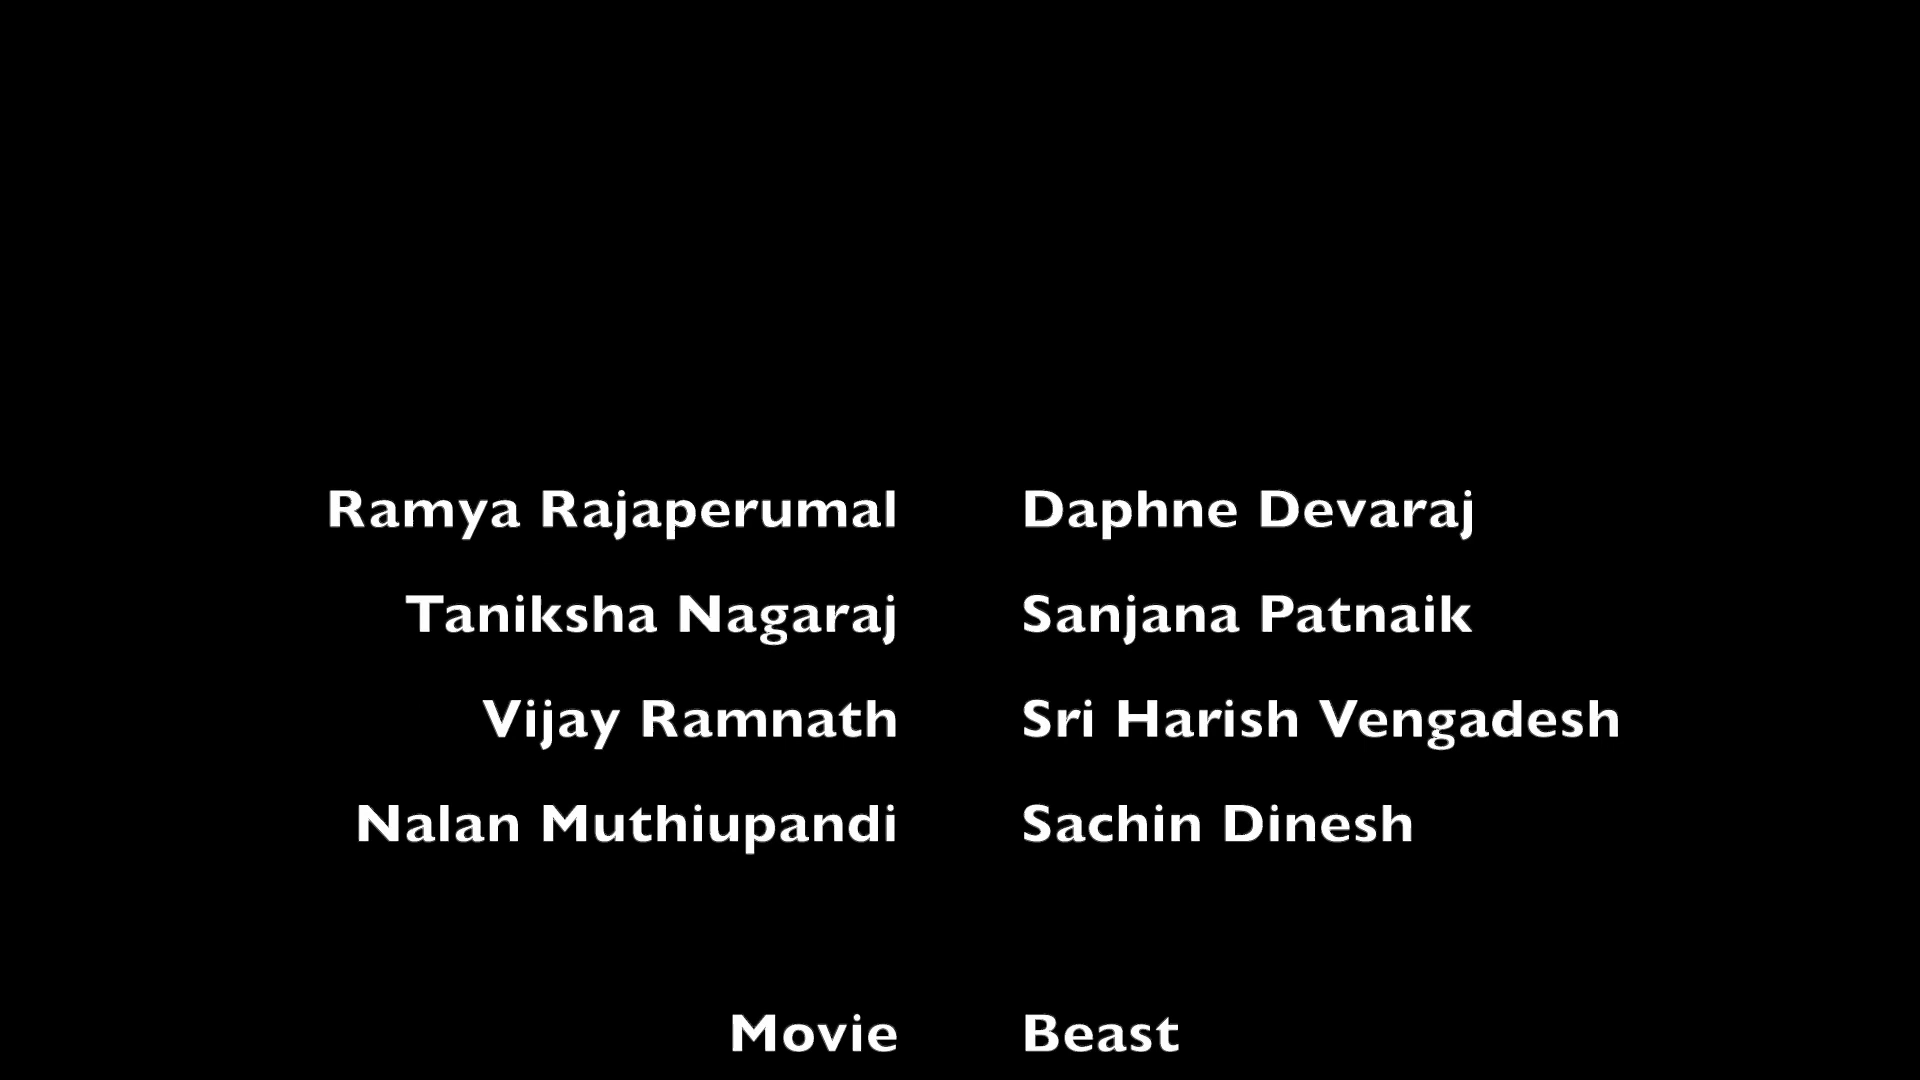 Ramya Rajaperumal Daphne Devaraj
Taniksha Nagaraj Sanjana Patnaik
Vijay Ramnath Sri Harish Vengadesh
Nalan Muthiupandi Sachin Dinesh
Movie Beast